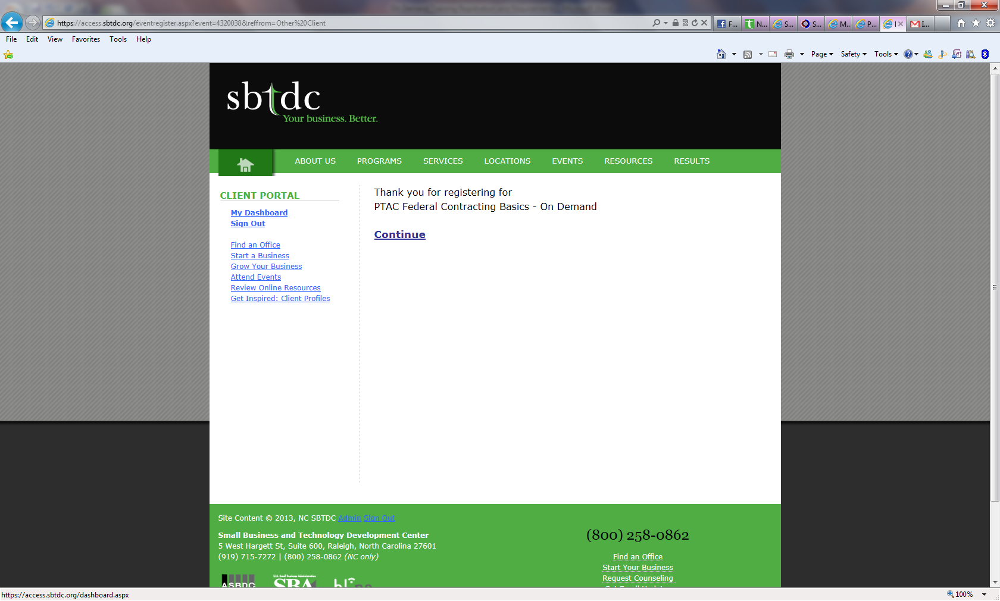 https://access.sbtdc.org/eventregister.aspx?event=4320038&reffrom=Other%20Client
F...
N...
S...
S...
M...
P...
I...
File Edit View Favorites Tools Help
Page Safety Tools
sbtdc
Your business. Better.
ABOUT US PROGRAMS SERVICES LOCATIONS EVENTS RESOURCES RESULTS
CLIENT PORTAL
My Dashboard
Sign Out
Find an Office
Start a Business
Grow Your Business
Attend Events
Review Online Resources
Get Inspired: Client Profiles
Thank you for registering for
PTAC Federal Contracting Basics - On Demand
Continue
Site Content © 2013, NC SBTDC Admin Sign Out
Small Business and Technology Development Center
5 West Hargett St, Suite 600, Raleigh, North Carolina 27601
(919) 715-7272 | (800) 258-0862 (NC only)
ASBDC
U.S. Small Business Administration
SBA
(800) 258-0862
Find an Office
Start Your Business
Request Counseling
https://access.sbtdc.org/dashboard.aspx
100%